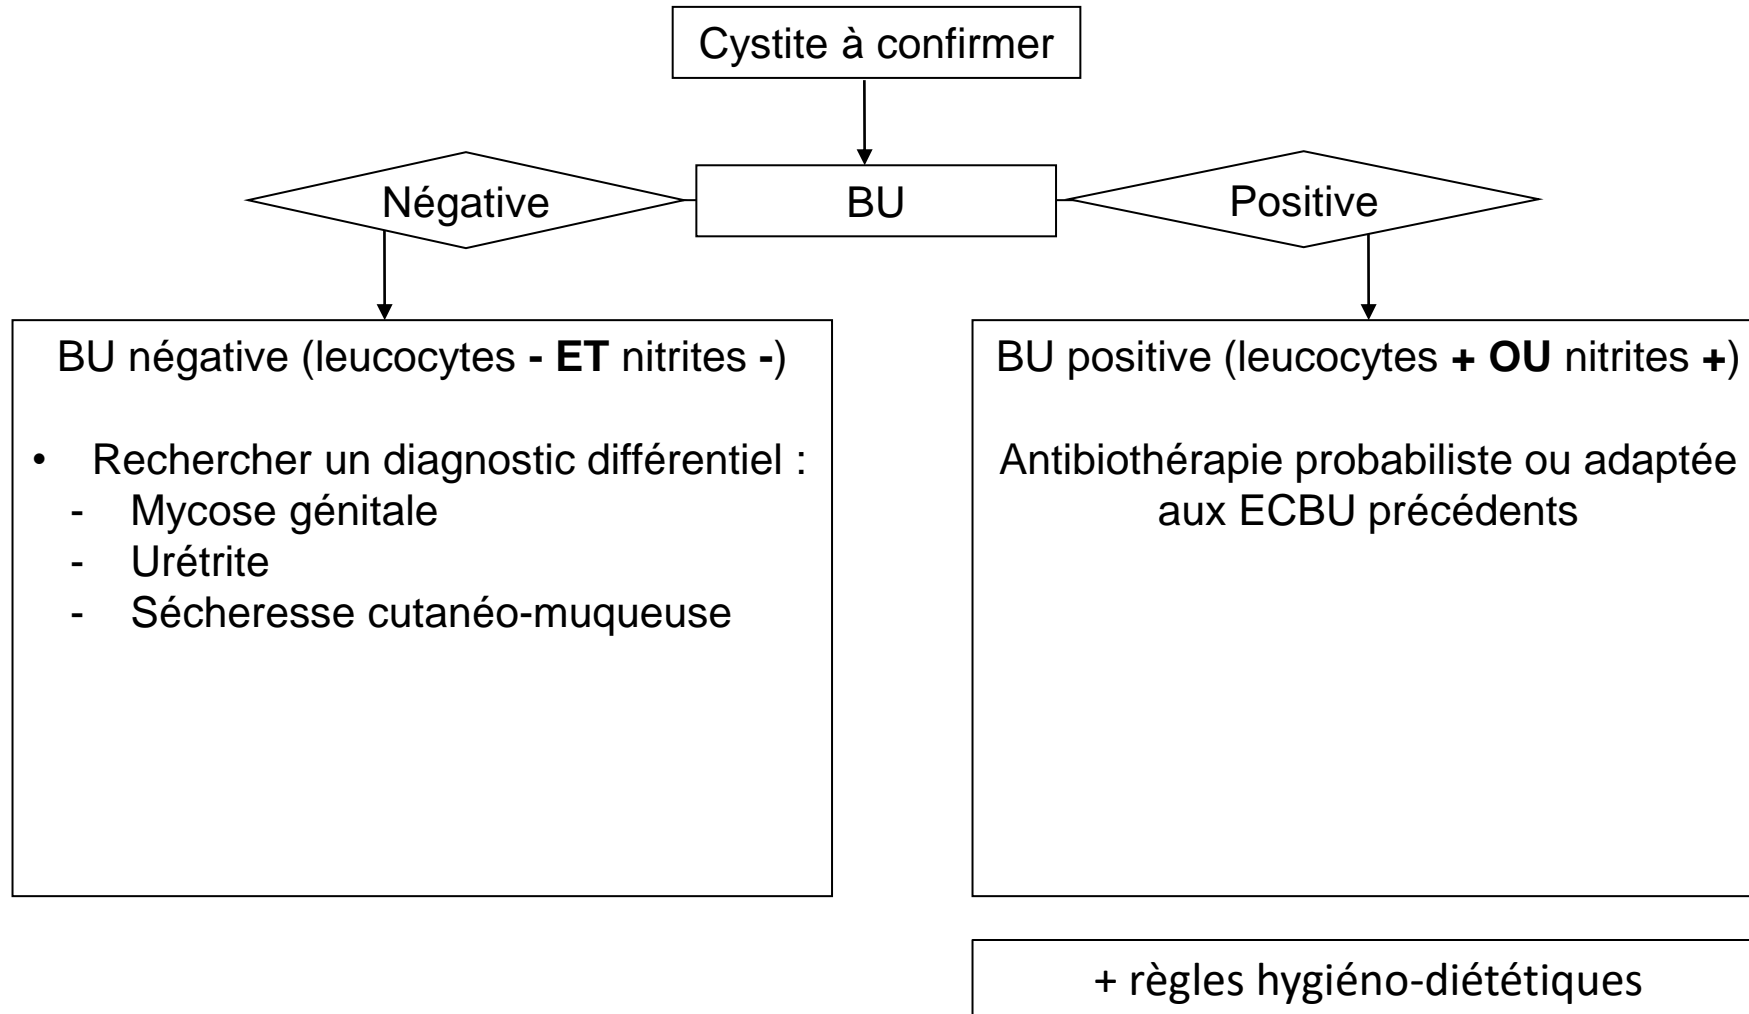 Cystite à confirmer
Négative
BU
Positive
BU négative (leucocytes - ET nitrites -)
• Rechercher un diagnostic différentiel :
- Mycose génitale
- Urétrite
- Sécheresse cutanéo-muqueuse
BU positive (leucocytes + OU nitrites +)
Antibiothérapie probabiliste ou adaptée
aux ECBU précédents
+ règles hygiéno-diététiques